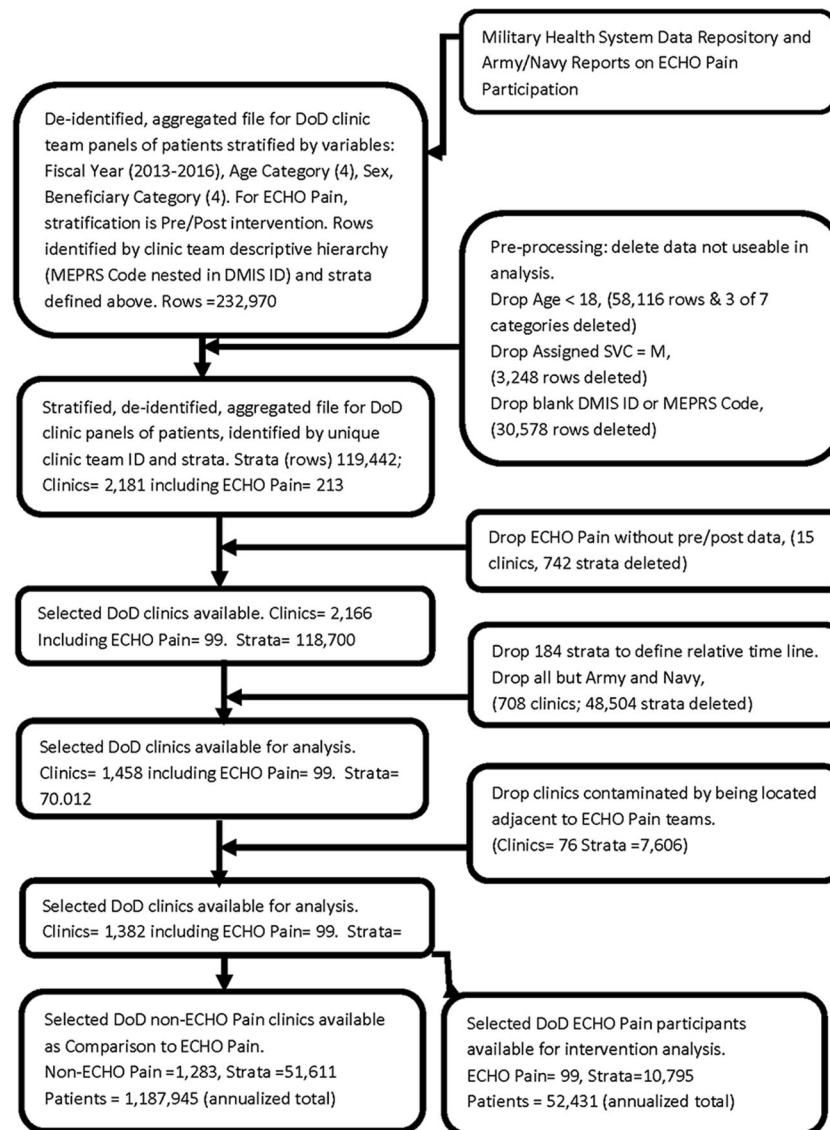 Military Health System Data Repository and
Army/Navy Reports on ECHO Pain
Participation
De-identified, aggregated file for DoD clinic
team panels of patients stratified by variables:
Fiscal Year (2013-2016), Age Category (4), Sex,
Beneficiary Category (4). For ECHO Pain,
stratification is Pre/Post intervention. Rows
identified by clinic team descriptive hierarchy
(MEPRS Code nested in DMIS ID) and strata
defined above. Rows =232,970
Pre-processing: delete data not useable in
analysis.
Drop Age < 18, (58,116 rows & 3 of 7
categories deleted)
Drop Assigned SVC = M,
(3,248 rows deleted)
Drop blank DMIS ID or MEPRS Code,
(30,578 rows deleted)
Stratified, de-identified, aggregated file for DoD
clinic panels of patients, identified by unique
clinic team ID and strata. Strata (rows) 119,442;
Clinics= 2,181 including ECHO Pain= 213
Drop ECHO Pain without pre/post data, (15
clinics, 742 strata deleted)
Selected DoD clinics available. Clinics= 2,166
Including ECHO Pain= 99. Strata= 118,700
Drop 184 strata to define relative time line.
Drop all but Army and Navy,
(708 clinics; 48,504 strata deleted)
Selected DoD clinics available for analysis.
Clinics= 1,458 including ECHO Pain= 99. Strata=
70.012
Drop clinics contaminated by being located
adjacent to ECHO Pain teams.
(Clinics= 76 Strata =7,606)
Selected DoD clinics available for analysis.
Clinics= 1,382 including ECHO Pain= 99. Strata=
Selected DoD non-ECHO Pain clinics available
as Comparison to ECHO Pain.
Non-ECHO Pain =1,283, Strata =51,611
Patients = 1,187,945 (annualized total)
Selected DoD ECHO Pain participants
available for intervention analysis.
ECHO Pain= 99, Strata=10,795
Patients = 52,431 (annualized total)